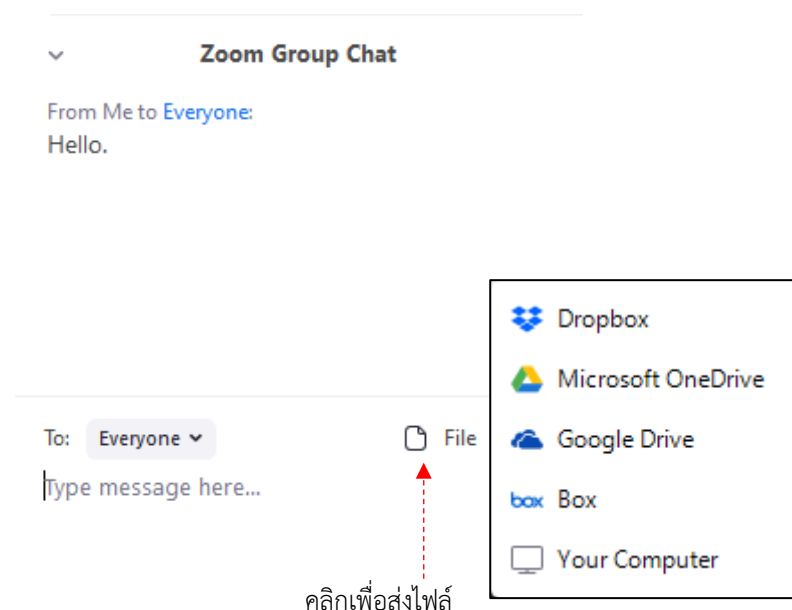 Zoom Group Chat
From Me to Everyone:
Hello.
Dropbox
Microsoft OneDrive
Google Drive
box Box
Your Computer
To: Everyone
File
Type message here...
คลิกเพื่อส่งไฟล์